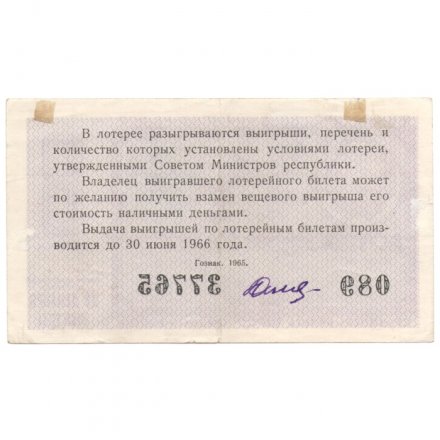 В лотерее разыгрываются выигрыши, перечень и
количество которых установлены условиями лотереи,
утвержденными Советом Министров республики.
Владелец выигравшего лотерейного билета может
по желанию получить взамен вещевого выигрыша его
стоимость наличными деньгами.
Выдача выигрышей по лотерейным билетам произ-
водится до 30 июня 1966 года.
Гознак. 1965.